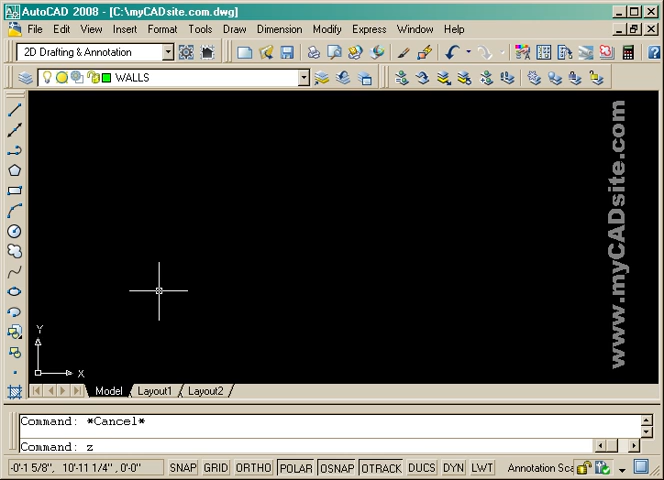 AutoCAD 2008 - [C:\myCADsite.com.dwg]
File Edit View Insert Format Tools Draw Dimension Modify Express Window Help
2D Drafting & Annotation
WALLS
www.myCADsite.com
Y
X
Model Layout1 Layout2
Command: *Cancel*
Command: z
-0'-1 5/8", 10'-11 1/4", 0'-0" SNAP GRID ORTHO POLAR OSNAP OTRACK DUCS DYN LWT Annotation Sca